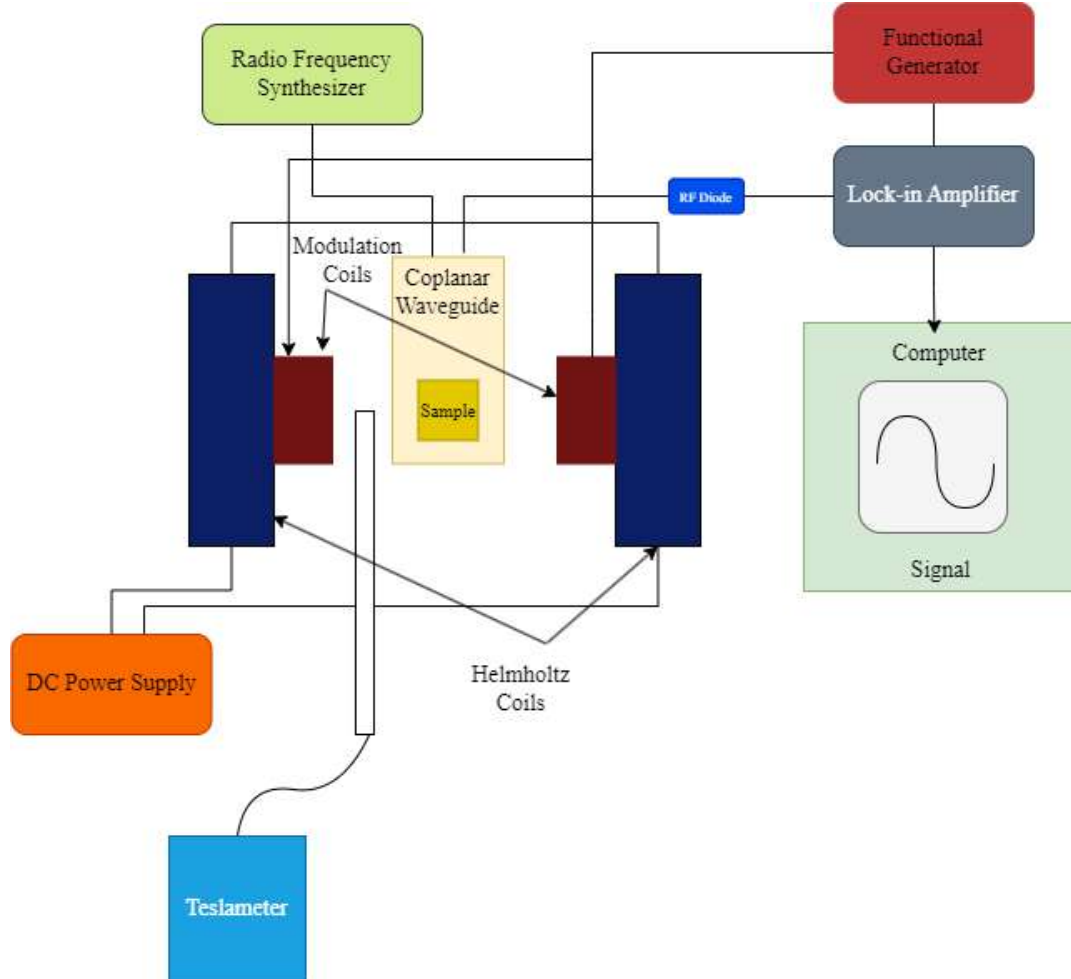 Radio Frequency
Synthesizer
Functional
Generator
Lock-in Amplifier
RF Diode
Modulation
Coils
Coplanar
Waveguide
Sample
Computer
Signal
Helmholtz
Coils
DC Power Supply
Teslameter